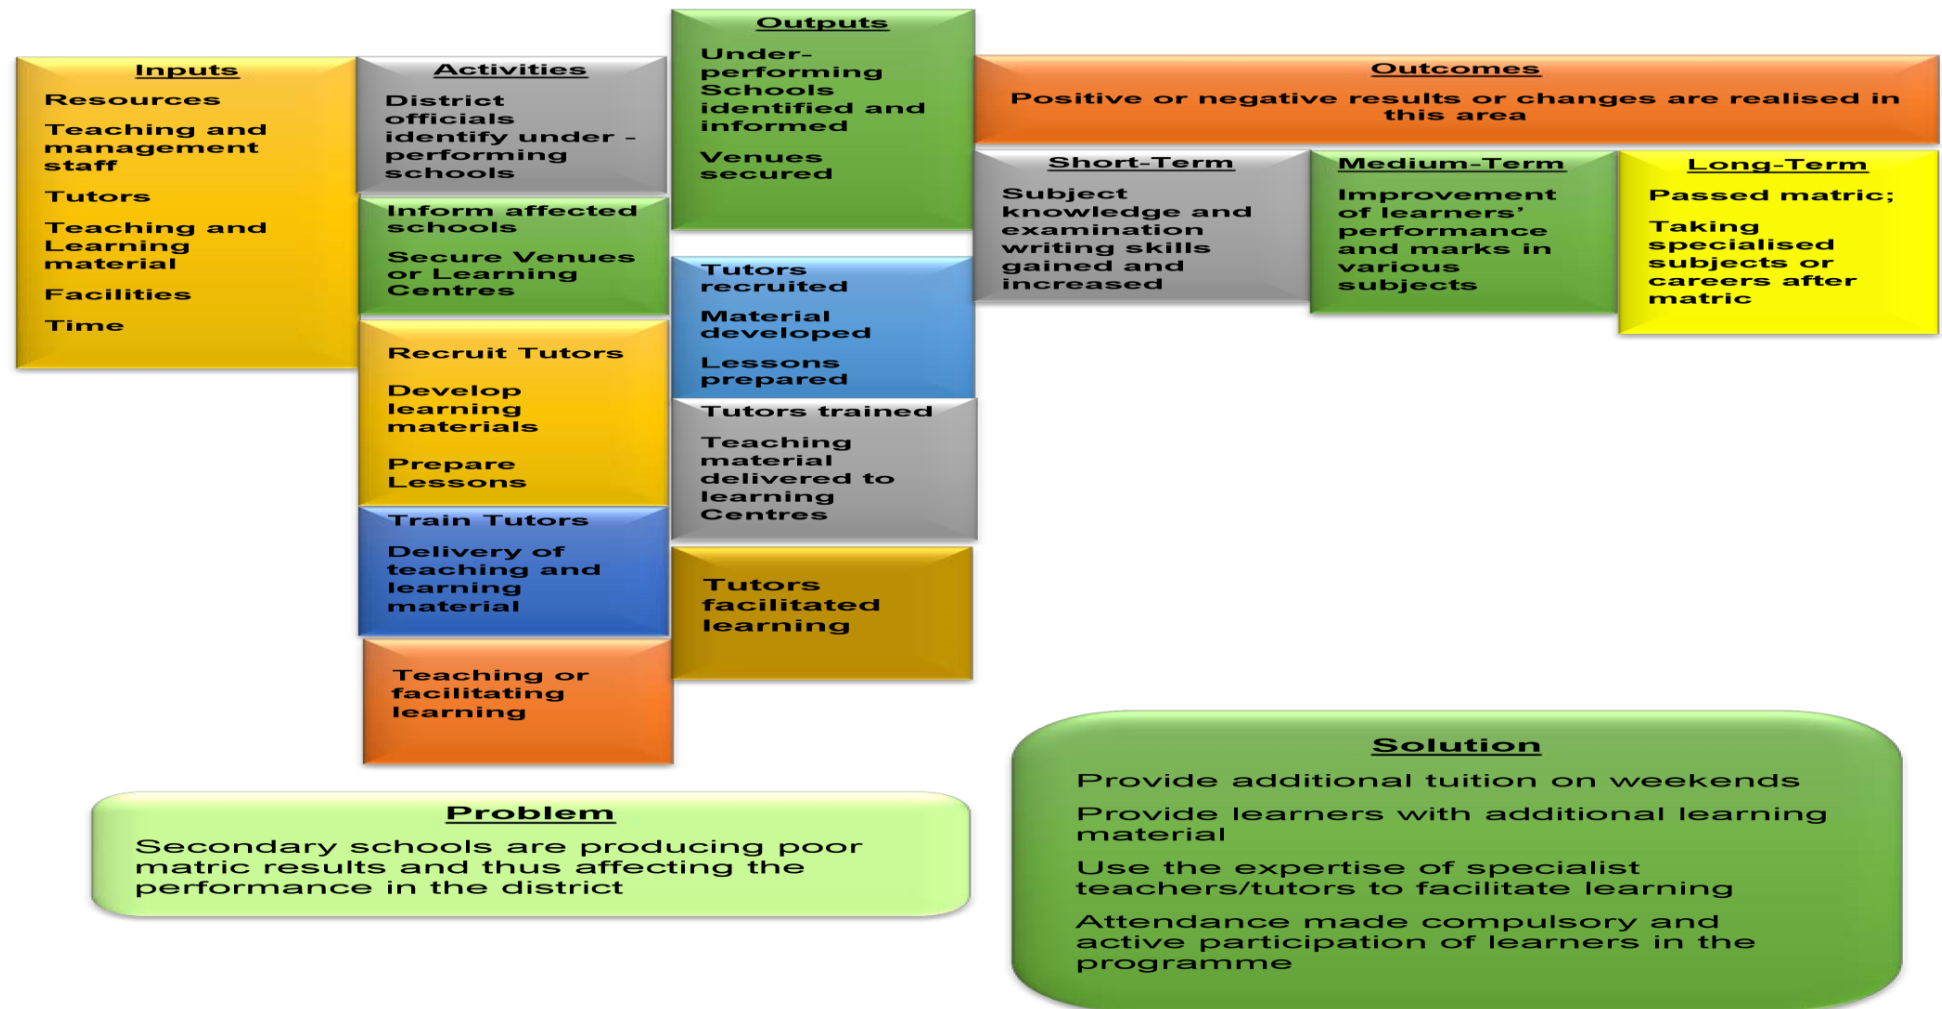 Inputs
Resources
Teaching and
management
staff
Tutors
Teaching and
Learning
material
Facilities
Time
Activities
District
officials
identify under -
performing
schools
Inform affected
schools
Secure Venues
or Learning
Centres
Recruit Tutors
Develop
learning
materials
Prepare
Lessons
Train Tutors
Delivery of
teaching and
learning
material
Teaching or
facilitating
learning
Outputs
Under-
performing
Schools
identified and
informed
Venues
secured
Tutors
recruited
Material
developed
Lessons
prepared
Tutors trained
Teaching
material
delivered to
learning
Centres
Tutors
facilitated
learning
Outcomes
Positive or negative results or changes are realised in
this area
Short-Term
Subject
knowledge and
examination
writing skills
gained and
increased
Medium-Term
Improvement
of learners’
performance
and marks in
various
subjects
Long-Term
Passed matric;
Taking
specialised
subjects or
careers after
matric
Problem
Secondary schools are producing poor
matric results and thus affecting the
performance in the district
Solution
Provide additional tuition on weekends
Provide learners with additional learning
material
Use the expertise of specialist
teachers/tutors to facilitate learning
Attendance made compulsory and
active participation of learners in the
programme